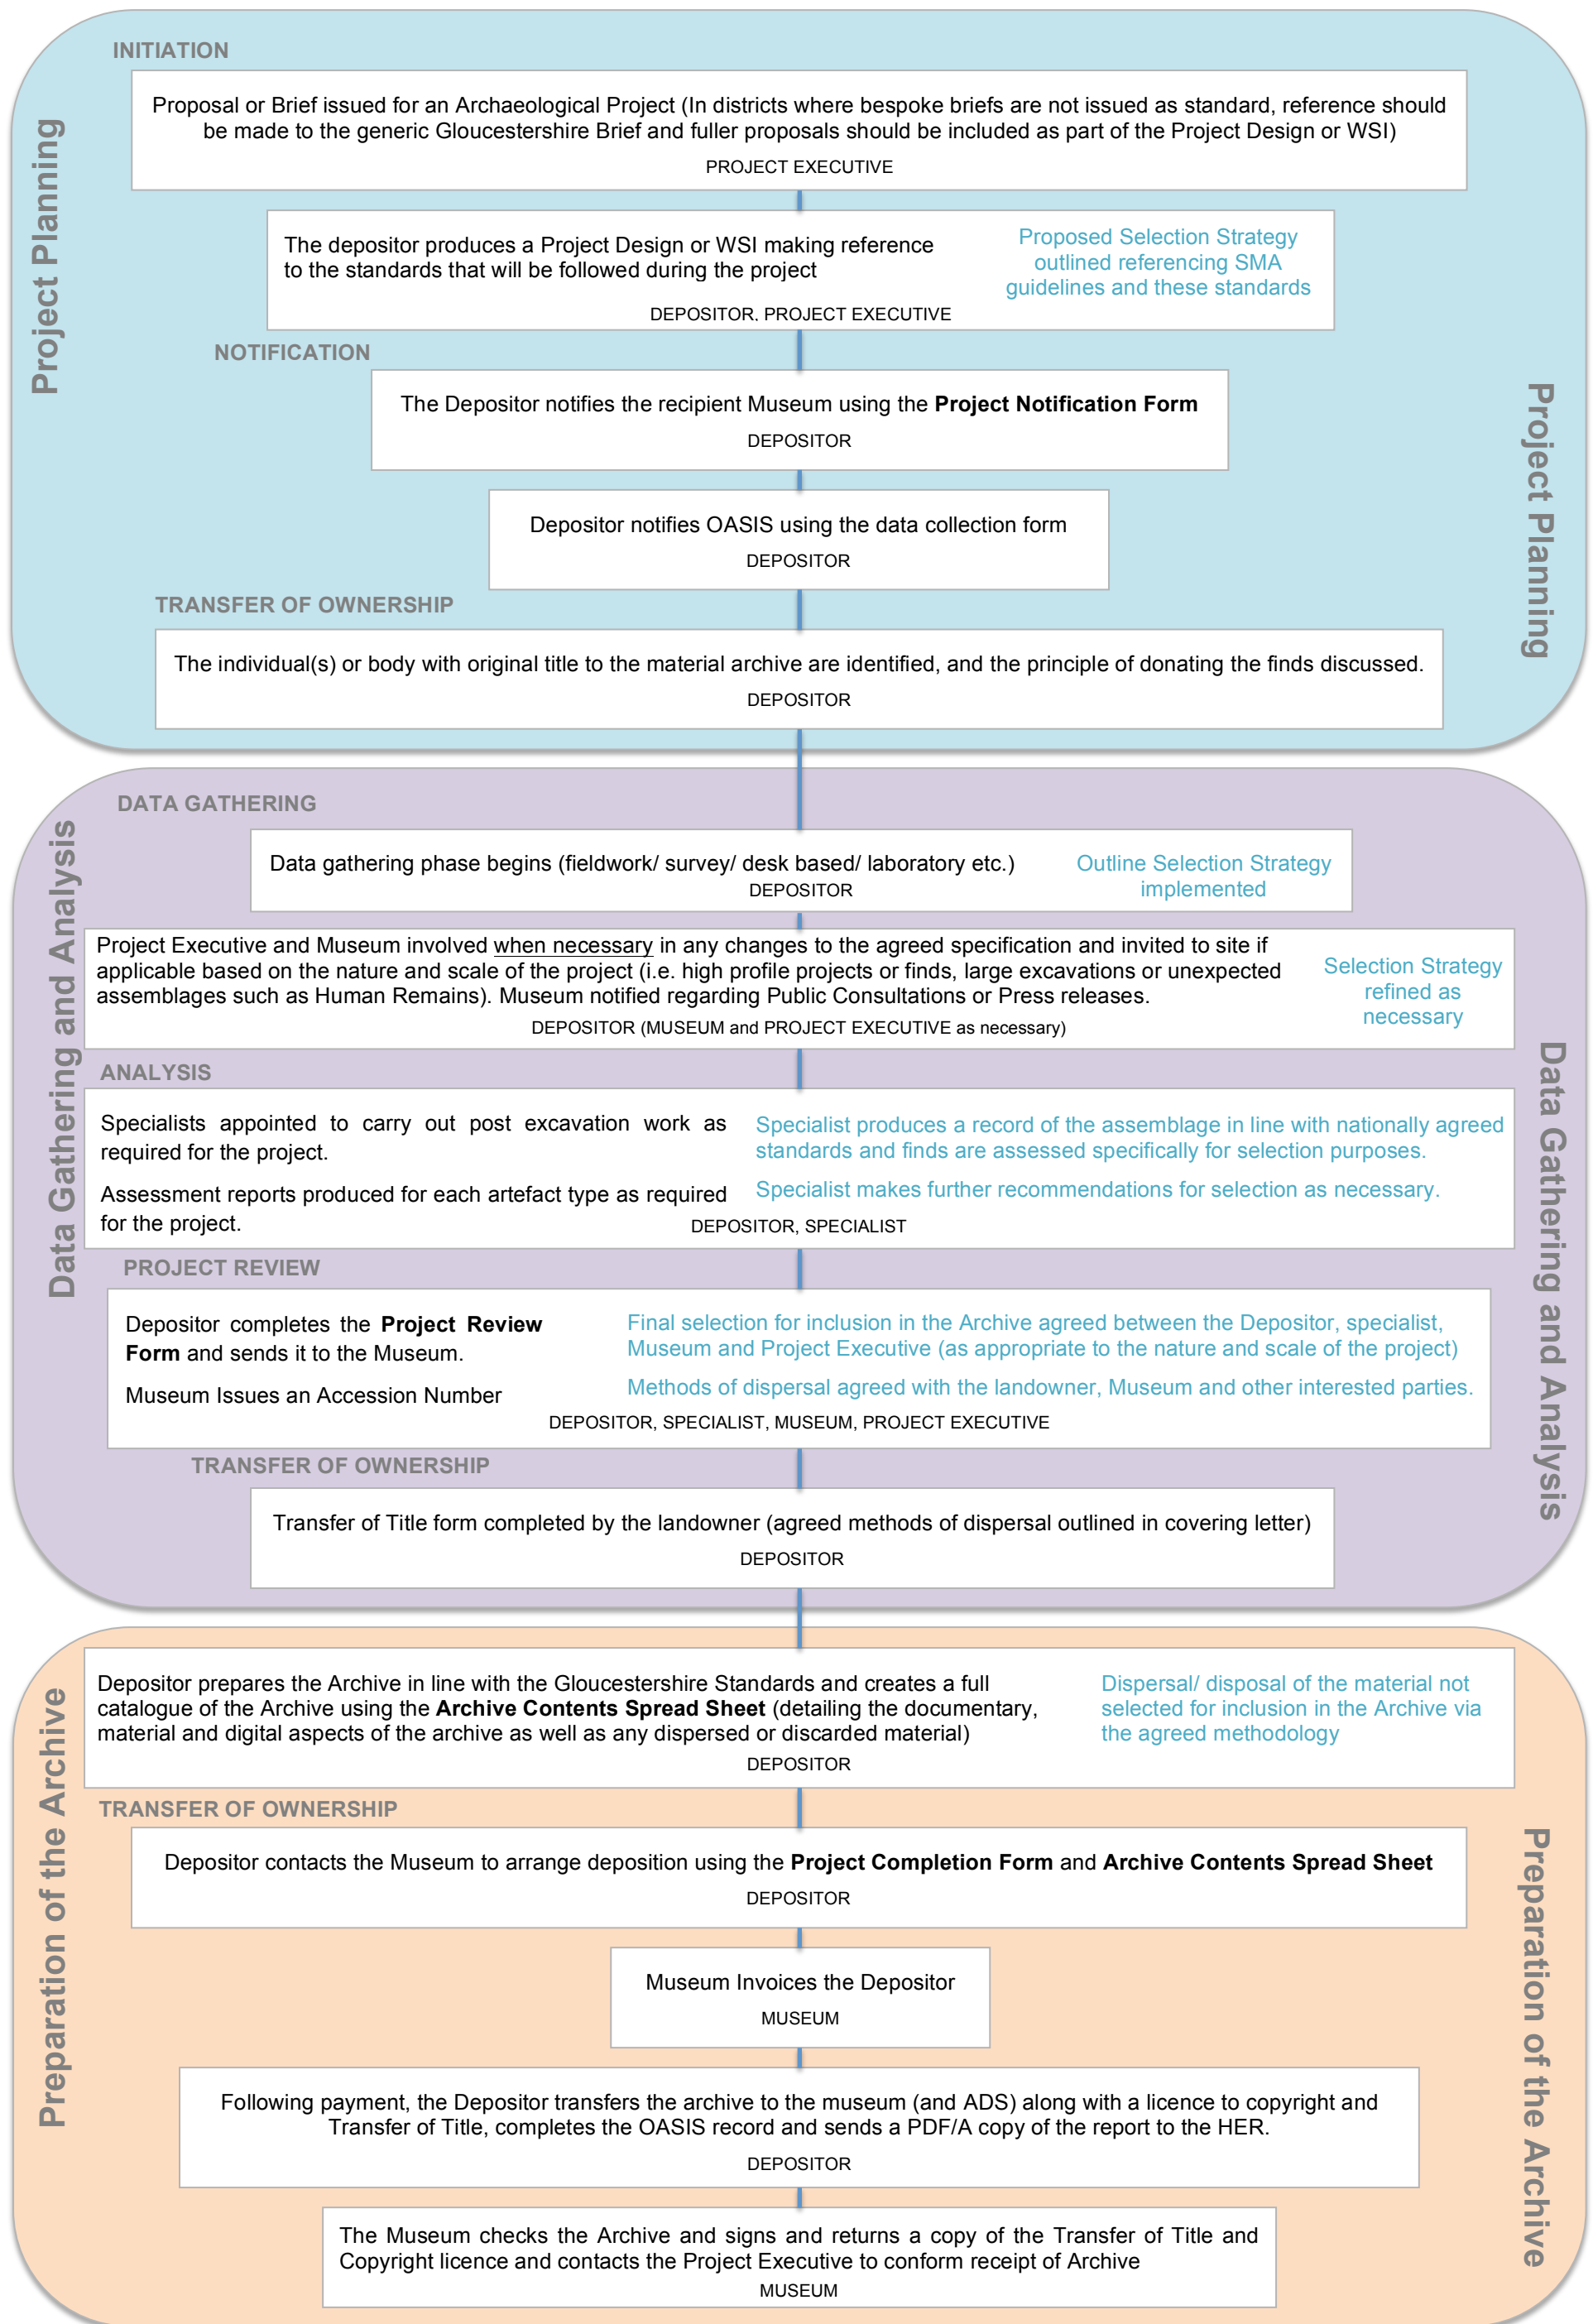 Project Planning
INITIATION
Proposal or Brief issued for an Archaeological Project (In districts where bespoke briefs are not issued as standard, reference should
be made to the generic Gloucestershire Brief and fuller proposals should be included as part of the Project Design or WSI)
PROJECT EXECUTIVE
The depositor produces a Project Design or WSI making reference
to the standards that will be followed during the project
Proposed Selection Strategy
outlined referencing SMA
guidelines and these standards
DEPOSITOR. PROJECT EXECUTIVE
NOTIFICATION
The Depositor notifies the recipient Museum using the Project Notification Form
DEPOSITOR
Depositor notifies OASIS using the data collection form
DEPOSITOR
TRANSFER OF OWNERSHIP
The individual(s) or body with original title to the material archive are identified, and the principle of donating the finds discussed.
DEPOSITOR
Project Planning
Data Gathering and Analysis
DATA GATHERING
Data gathering phase begins (fieldwork/ survey/ desk based/ laboratory etc.)
DEPOSITOR
Outline Selection Strategy
implemented
Project Executive and Museum involved when necessary in any changes to the agreed specification and invited to site if
applicable based on the nature and scale of the project (i.e. high profile projects or finds, large excavations or unexpected
assemblages such as Human Remains). Museum notified regarding Public Consultations or Press releases.
Selection Strategy
refined as
necessary
DEPOSITOR (MUSEUM and PROJECT EXECUTIVE as necessary)
ANALYSIS
Specialists appointed to carry out post excavation work as
required for the project.
Assessment reports produced for each artefact type as required
for the project.
Specialist produces a record of the assemblage in line with nationally agreed
standards and finds are assessed specifically for selection purposes.
Specialist makes further recommendations for selection as necessary.
DEPOSITOR, SPECIALIST
PROJECT REVIEW
Depositor completes the Project Review
Form and sends it to the Museum.
Museum Issues an Accession Number
Final selection for inclusion in the Archive agreed between the Depositor, specialist,
Museum and Project Executive (as appropriate to the nature and scale of the project)
Methods of dispersal agreed with the landowner, Museum and other interested parties.
DEPOSITOR, SPECIALIST, MUSEUM, PROJECT EXECUTIVE
TRANSFER OF OWNERSHIP
Transfer of Title form completed by the landowner (agreed methods of dispersal outlined in covering letter)
DEPOSITOR
Data Gathering and Analysis
Preparation of the Archive
Depositor prepares the Archive in line with the Gloucestershire Standards and creates a full
catalogue of the Archive using the Archive Contents Spread Sheet (detailing the documentary,
material and digital aspects of the archive as well as any dispersed or discarded material)
Dispersal/ disposal of the material not
selected for inclusion in the Archive via
the agreed methodology
DEPOSITOR
TRANSFER OF OWNERSHIP
Depositor contacts the Museum to arrange deposition using the Project Completion Form and Archive Contents Spread Sheet
DEPOSITOR
Museum Invoices the Depositor
MUSEUM
Following payment, the Depositor transfers the archive to the museum (and ADS) along with a licence to copyright and
Transfer of Title, completes the OASIS record and sends a PDF/A copy of the report to the HER.
DEPOSITOR
The Museum checks the Archive and signs and returns a copy of the Transfer of Title and
Copyright licence and contacts the Project Executive to conform receipt of Archive
MUSEUM
Preparation of the Archive